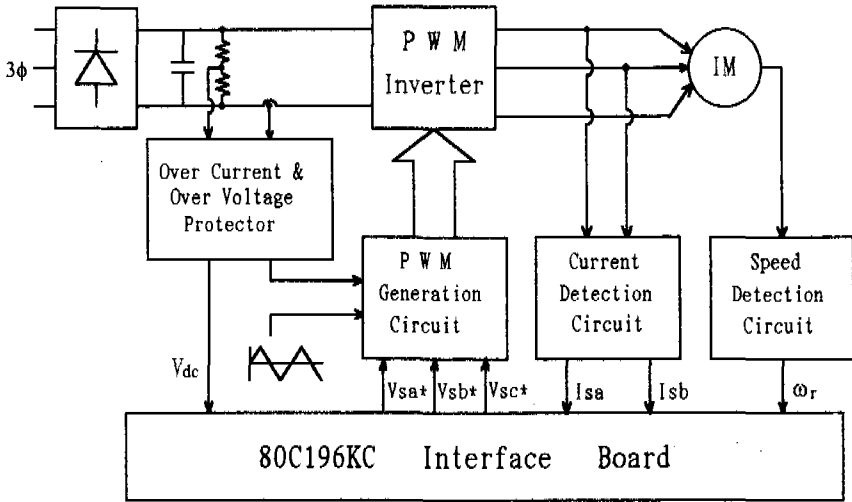 3ϕ
P W M
Inverter
IM
Over Current &
Over Voltage
Protector
P W M
Generation
Circuit
Current
Detection
Circuit
Speed
Detection
Circuit
Vdc
Vsa*
Vsb*
Vsc*
Isa
Isb
ωr
80C196KC Interface Board